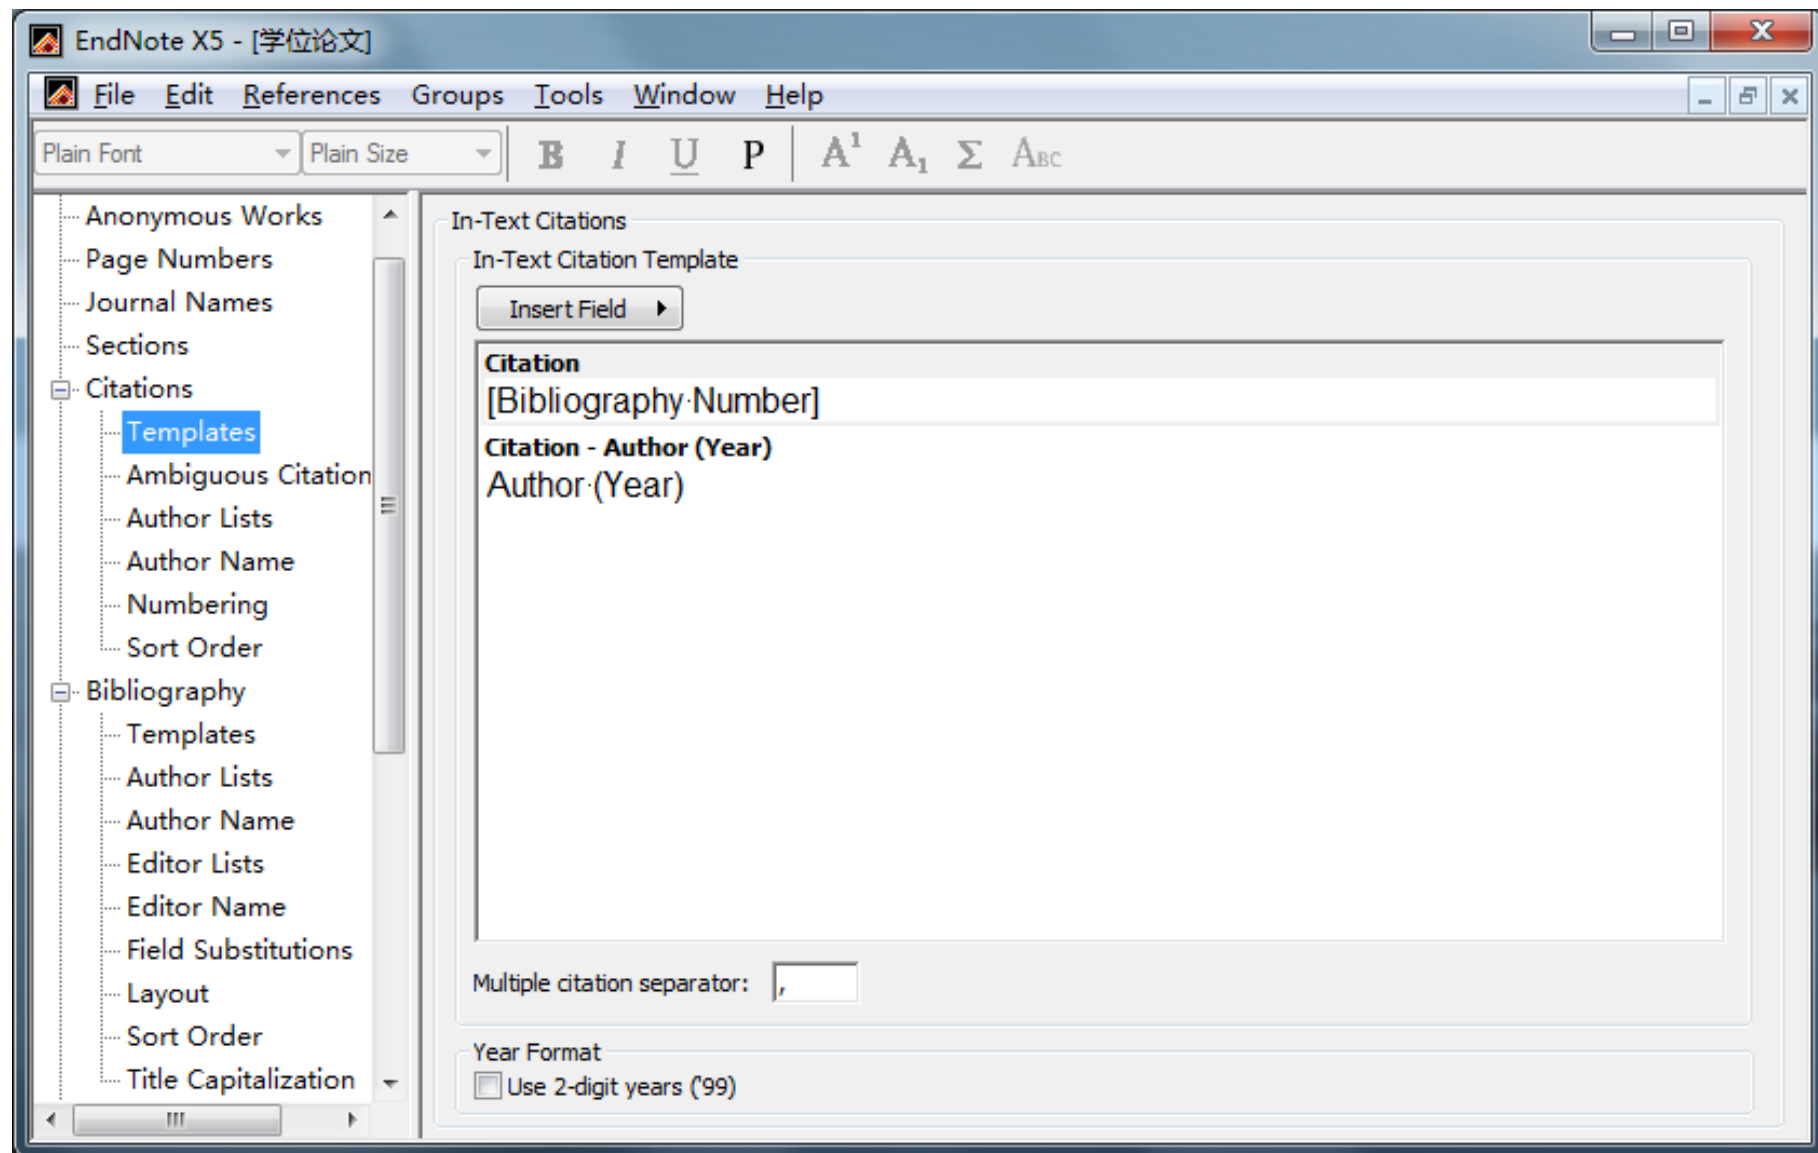 EndNote X5 - [学位论文]
File Edit References Groups Tools Window Help
Plain Font Plain Size B I U P A¹ A₁ Σ ABC
Anonymous Works
Page Numbers
Journal Names
Sections
Citations
Templates
Ambiguous Citation
Author Lists
Author Name
Numbering
Sort Order
Bibliography
Templates
Author Lists
Author Name
Editor Lists
Editor Name
Field Substitutions
Layout
Sort Order
Title Capitalization
In-Text Citations
In-Text Citation Template
Insert Field
Citation
[Bibliography·Number]
Citation - Author (Year)
Author·(Year)
Multiple citation separator: ,
Year Format
Use 2-digit years ('99)